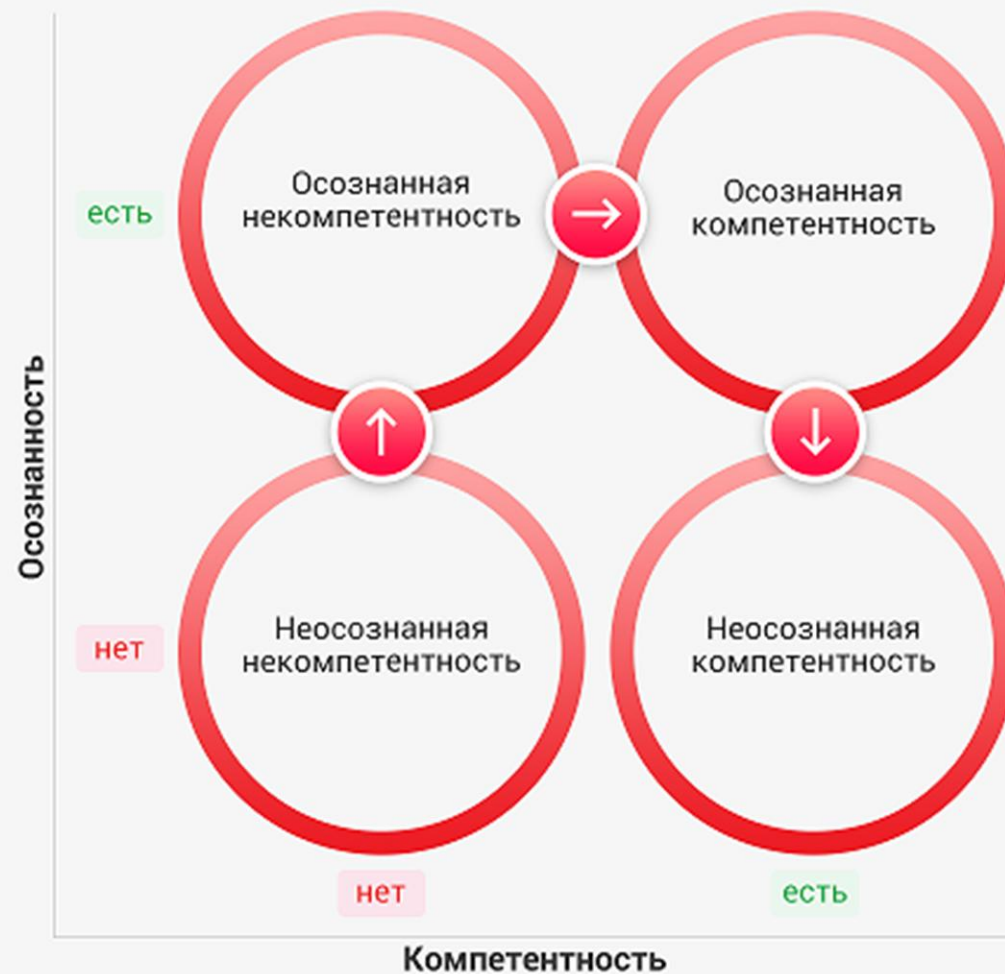 Осознанная
некомпетентность
Осознанная
компетентность
есть
Осознанность
Неосознанная
некомпетентность
Неосознанная
компетентность
нет
нет
есть
Компетентность